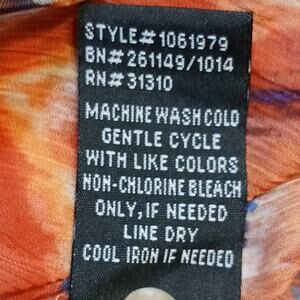 STYLE# 1061979
BN# 261149/1014
RN# 31310
MACHINE WASH COLD
GENTLE CYCLE
WITH LIKE COLORS
NON-CHLORINE BLEACH
ONLY, IF NEEDED
LINE DRY
COOL IRON IF NEEDED